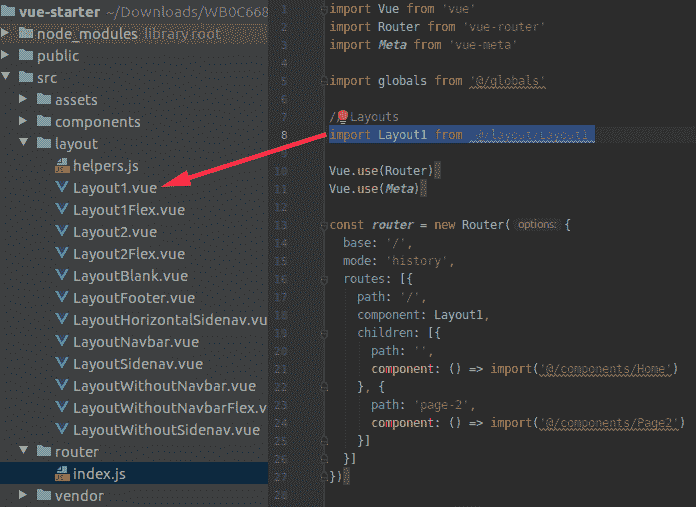 vue-starter ~/Downloads/WB0C668
node_modules library root
public
src
assets
components
layout
helpers.js
Layout1.vue
Layout1Flex.vue
Layout2.vue
Layout2Flex.vue
LayoutBlank.vue
LayoutFooter.vue
LayoutHorizontalSidenav.vu
LayoutNavbar.vue
LayoutSidenav.vue
LayoutWithoutNavbar.vue
LayoutWithoutNavbarFlex.v
LayoutWithoutSidenav.vue
router
index.js
vendor
1 import Vue from 'vue'
2 import Router from 'vue-router'
3 import Meta from 'vue-meta'
4
5 import globals from '@/globals'
6
7 // Layouts
8 import Layout1 from '@/layout/Layout1'
9
10 Vue.use(Router)
11 Vue.use(Meta)
12
13 const router = new Router( options: {
14 base: '/',
15 mode: 'history',
16 routes: [{
17 path: '/',
18 component: Layout1,
19 children: [{
20 path: '',
21 component: () => import('@/components/Home')
22 }, {
23 path: 'page-2',
24 component: () => import('@/components/Page2')
25 }]
26 }]
27 })
28